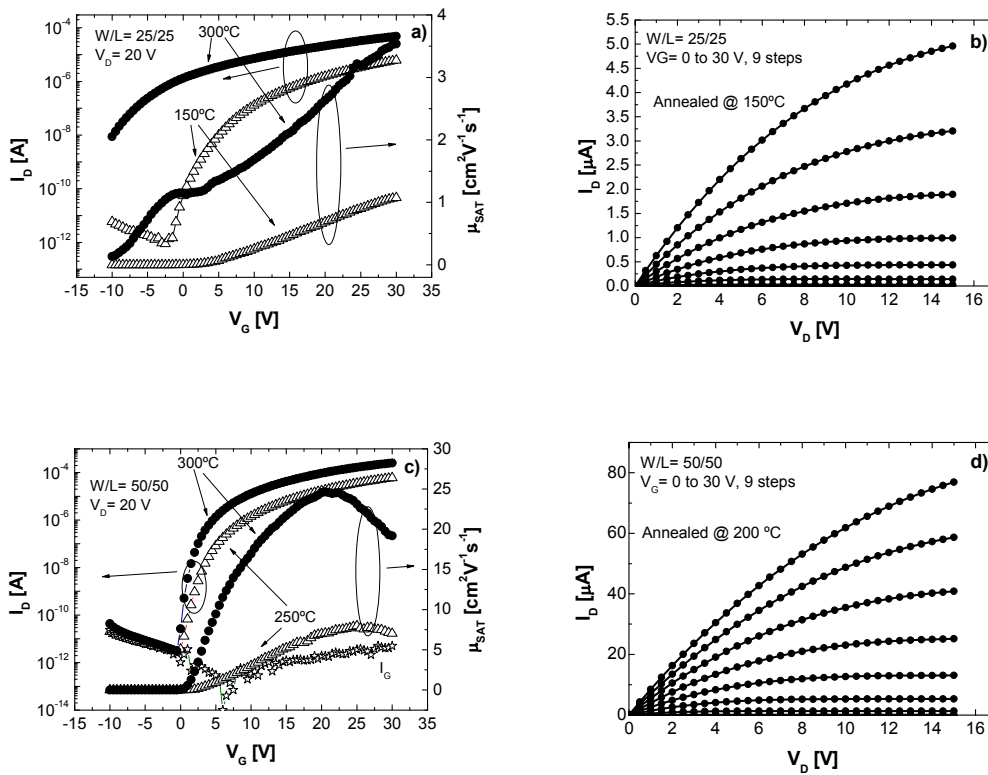 a)
W/L= 25/25
V_D= 20 V
300ºC
150ºC
10⁻⁴
10⁻⁶
10⁻⁸
10⁻¹⁰
10⁻¹²
I_D [A]
4
3
2
1
0
μ_SAT [cm²V⁻¹s⁻¹]
-15 -10 -5 0 5 10 15 20 25 30 35
V_G [V]
b)
W/L= 25/25
VG= 0 to 30 V, 9 steps
Annealed @ 150ºC
5.5
5.0
4.5
4.0
3.5
3.0
2.5
2.0
1.5
1.0
0.5
0.0
I_D [μA]
0 2 4 6 8 10 12 14 16
V_D [V]
c)
W/L= 50/50
V_D= 20 V
300ºC
250ºC
I_G
10⁻⁴
10⁻⁶
10⁻⁸
10⁻¹⁰
10⁻¹²
10⁻¹⁴
I_D [A]
30
25
20
15
10
5
0
μ_SAT [cm²V⁻¹s⁻¹]
-15 -10 -5 0 5 10 15 20 25 30 35
V_G [V]
d)
W/L= 50/50
V_G= 0 to 30 V, 9 steps
Annealed @ 200 ºC
80
60
40
20
0
I_D [μA]
0 2 4 6 8 10 12 14 16
V_D [V]